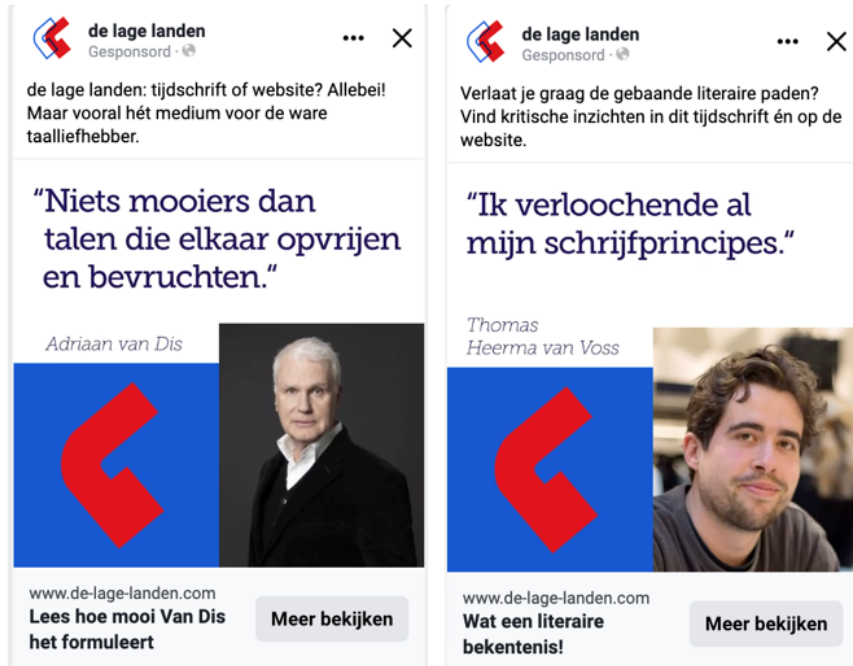 de lage landen
Gesponsord ·
de lage landen: tijdschrift of website? Allebei!
Maar vooral hét medium voor de ware
taalliefhebber.
“Niets mooiers dan
talen die elkaar opvrijen
en bevruchten.“
Adriaan van Dis
www.de-lage-landen.com
Lees hoe mooi Van Dis
het formuleert
Meer bekijken
de lage landen
Gesponsord ·
Verlaat je graag de gebaande literaire paden?
Vind kritische inzichten in dit tijdschrift én op de
website.
“Ik verloochende al
mijn schrijfprincipes.“
Thomas
Heerma van Voss
www.de-lage-landen.com
Wat een literaire
bekentenis!
Meer bekijken